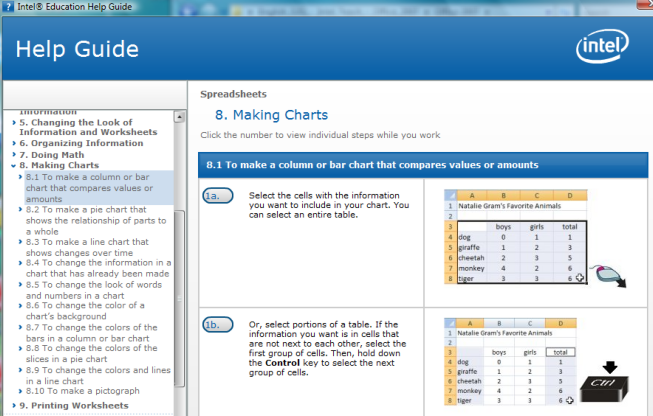 Intel® Education Help Guide
Help Guide
intel
Information
5. Changing the Look of
Information and Worksheets
6. Organizing Information
7. Doing Math
8. Making Charts
8.1 To make a column or bar
chart that compares values or
amounts
8.2 To make a pie chart that
shows the relationship of parts to
a whole
8.3 To make a line chart that
shows changes over time
8.4 To change the information in a
chart that has already been made
8.5 To change the look of words
and numbers in a chart
8.6 To change the color of a
chart's background
8.7 To change the colors of the
bars in a column or bar chart
8.8 To change the colors of the
slices in a pie chart
8.9 To change the colors and lines
in a line chart
8.10 To make a pictograph
9. Printing Worksheets
Spreadsheets
8. Making Charts
Click the number to view individual steps while you
work
8.1 To make a column or bar chart that compares values or amounts
1a.
Select the cells with the information
you want to include in your chart. You
can select an entire table.
A B C D
1 Natalie Gram's Favorite Animals
2
3 boys girls total
4 dog 0 1 1
5 giraffe 1 2 3
6 cheetah 2 3 5
7 monkey 4 2 6
8 tiger 3 3 6
1b.
Or, select portions of a table. If the
information you want is in cells that
are not next to each other, select the
first group of cells. Then, hold down
the Control key to select the next
group of cells.
A B C D
1 Natalie Gram's Favorite Animals
2
3 boys girls total
4 dog 0 1 1
5 giraffe 1 2 3
6 cheetah 2 3 5
7 monkey 4 2 6
8 tiger 3 3 6
Ctrl